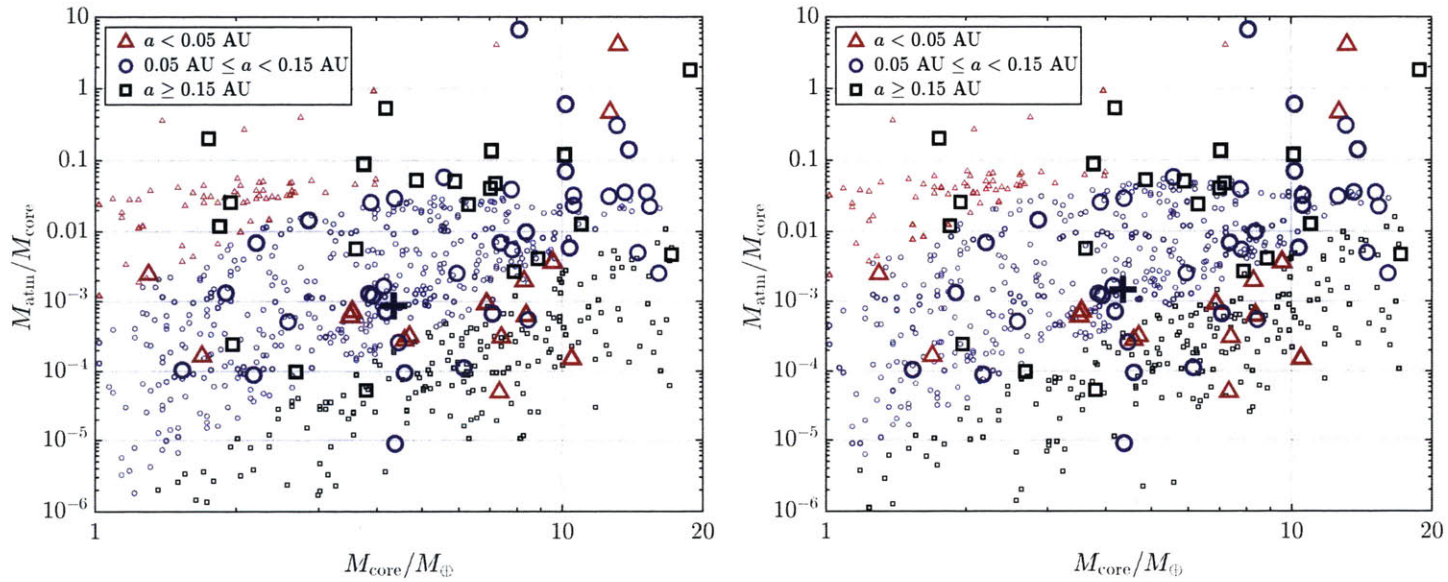 10
1
0.1
0.01
10⁻³
10⁻⁴
10⁻⁵
10⁻⁶
M_atm/M_core
a < 0.05 AU
0.05 AU ≤ a < 0.15 AU
a ≥ 0.15 AU
1
10
20
M_core/M_⊕
10
1
0.1
0.01
10⁻³
10⁻⁴
10⁻⁵
10⁻⁶
M_atm/M_core
a < 0.05 AU
0.05 AU ≤ a < 0.15 AU
a ≥ 0.15 AU
1
10
20
M_core/M_⊕